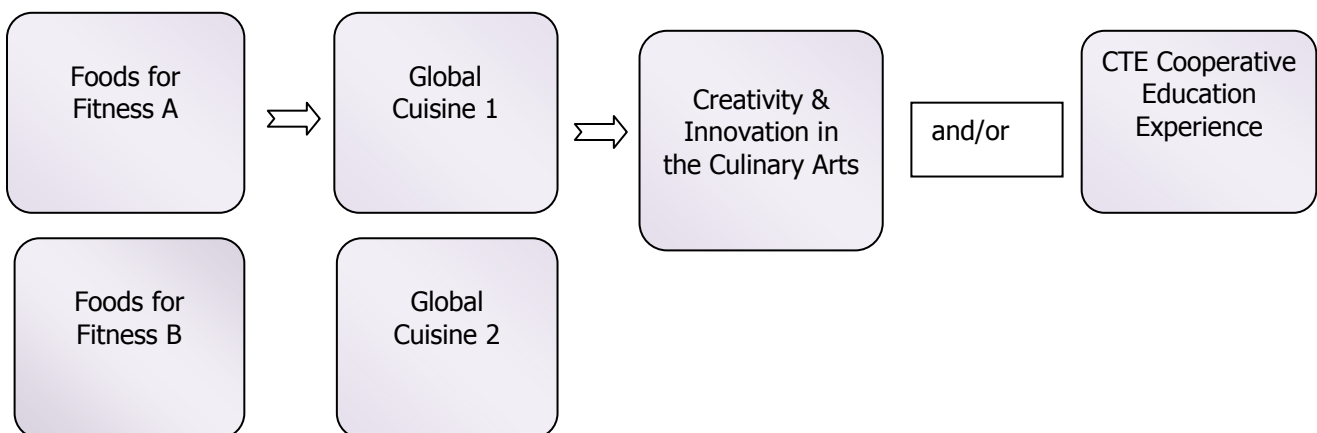 Foods for
Fitness A
Global
Cuisine 1
Creativity &
Innovation in
the Culinary Arts
and/or
CTE Cooperative
Education
Experience
Foods for
Fitness B
Global
Cuisine 2